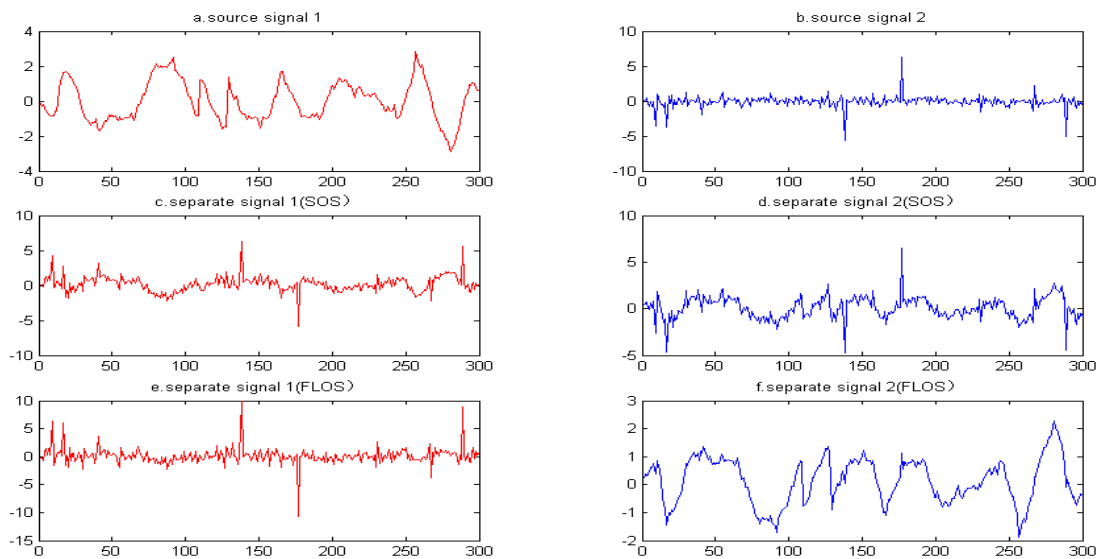 a.source signal 1
4
2
0
-2
-4
0 50 100 150 200 250 300
b.source signal 2
10
5
0
-5
-10
0 50 100 150 200 250 300
c.separate signal 1(SOS)
10
5
0
-5
-10
0 50 100 150 200 250 300
d.separate signal 2(SOS)
10
5
0
-5
0 50 100 150 200 250 300
e.separate signal 1(FLOS)
10
5
0
-5
-10
-15
0 50 100 150 200 250 300
f.separate signal 2(FLOS)
3
2
1
0
-1
-2
0 50 100 150 200 250 300